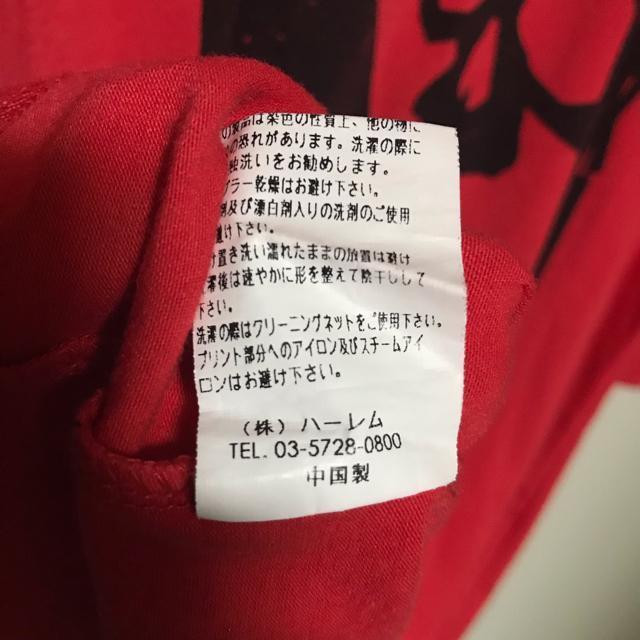 の製品は染色の性質上、他の物に
の恐れがあります。洗濯の際に
独洗いをお勧めします。
ブラー乾燥はお避け下さい。
剤及び漂白剤入りの洗剤のご使用
避け下さい。
け置き洗い濡れたままの放置は避け
濯後は速やかに形を整えて陰干しして
下さい。
洗濯の際はクリーニングネットをご使用下さい。
プリント部分へのアイロン及びスチームアイ
ロンはお避け下さい。
（株）ハーレム
TEL. 03-5728-0800
中国製